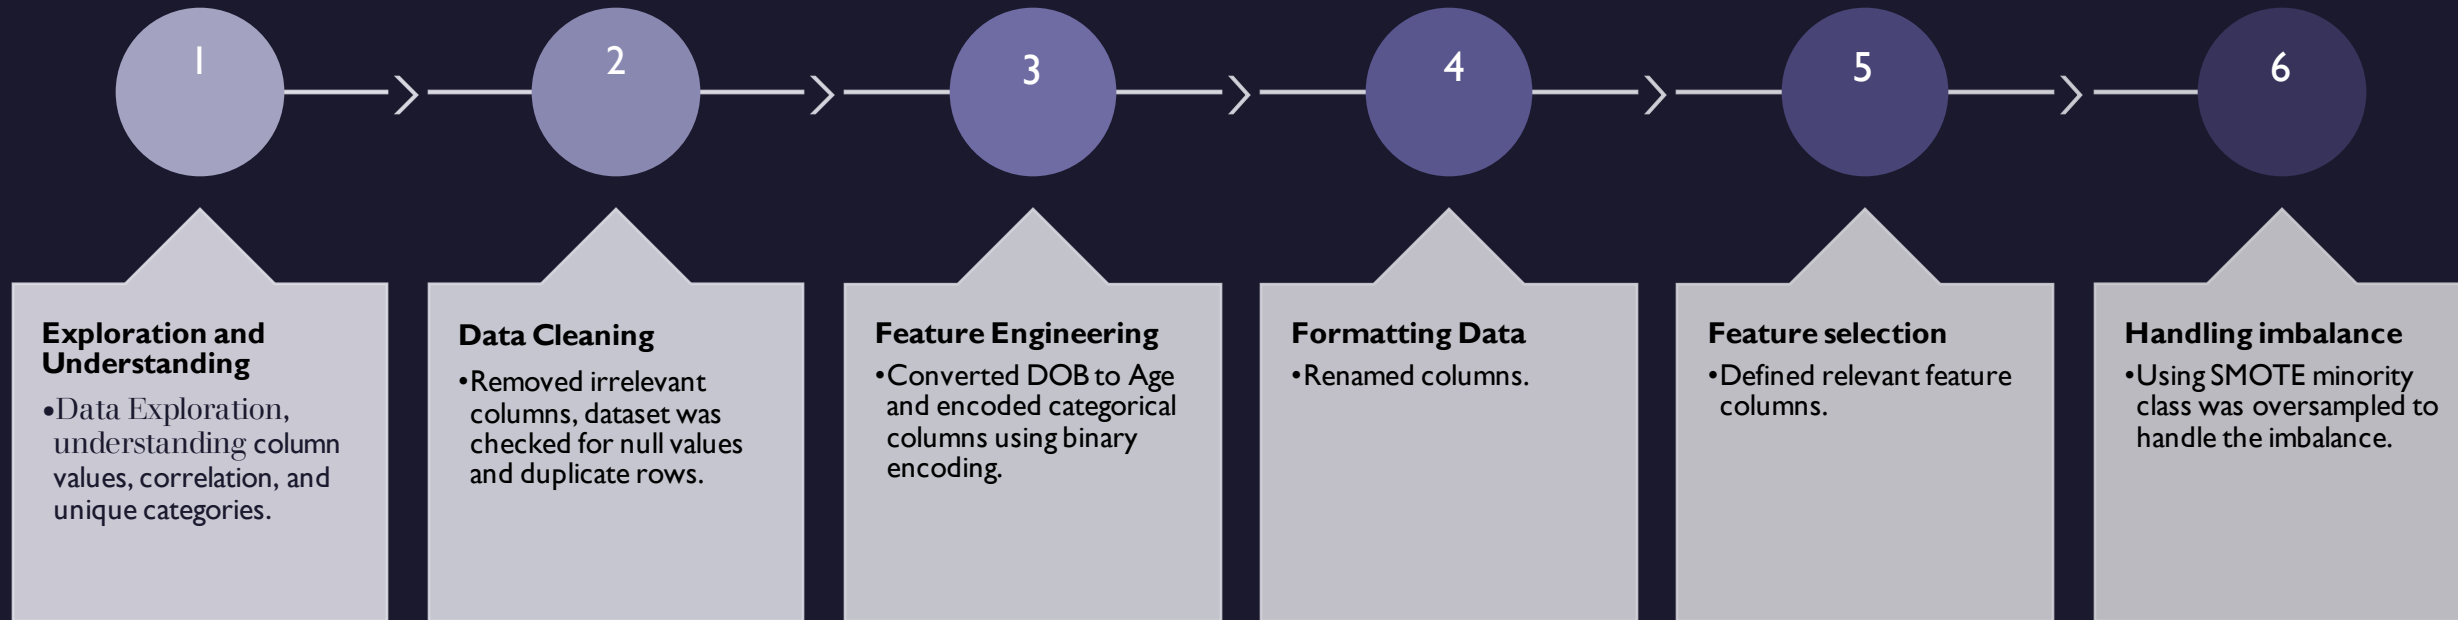 1
2
3
4
5
6
Exploration and
Understanding
•Data Exploration,
understanding column
values, correlation, and
unique categories.
Data Cleaning
•Removed irrelevant
columns, dataset was
checked for null values
and duplicate rows.
Feature Engineering
•Converted DOB to Age
and encoded categorical
columns using binary
encoding.
Formatting Data
•Renamed columns.
Feature selection
•Defined relevant feature
columns.
Handling imbalance
•Using SMOTE minority
class was oversampled to
handle the imbalance.